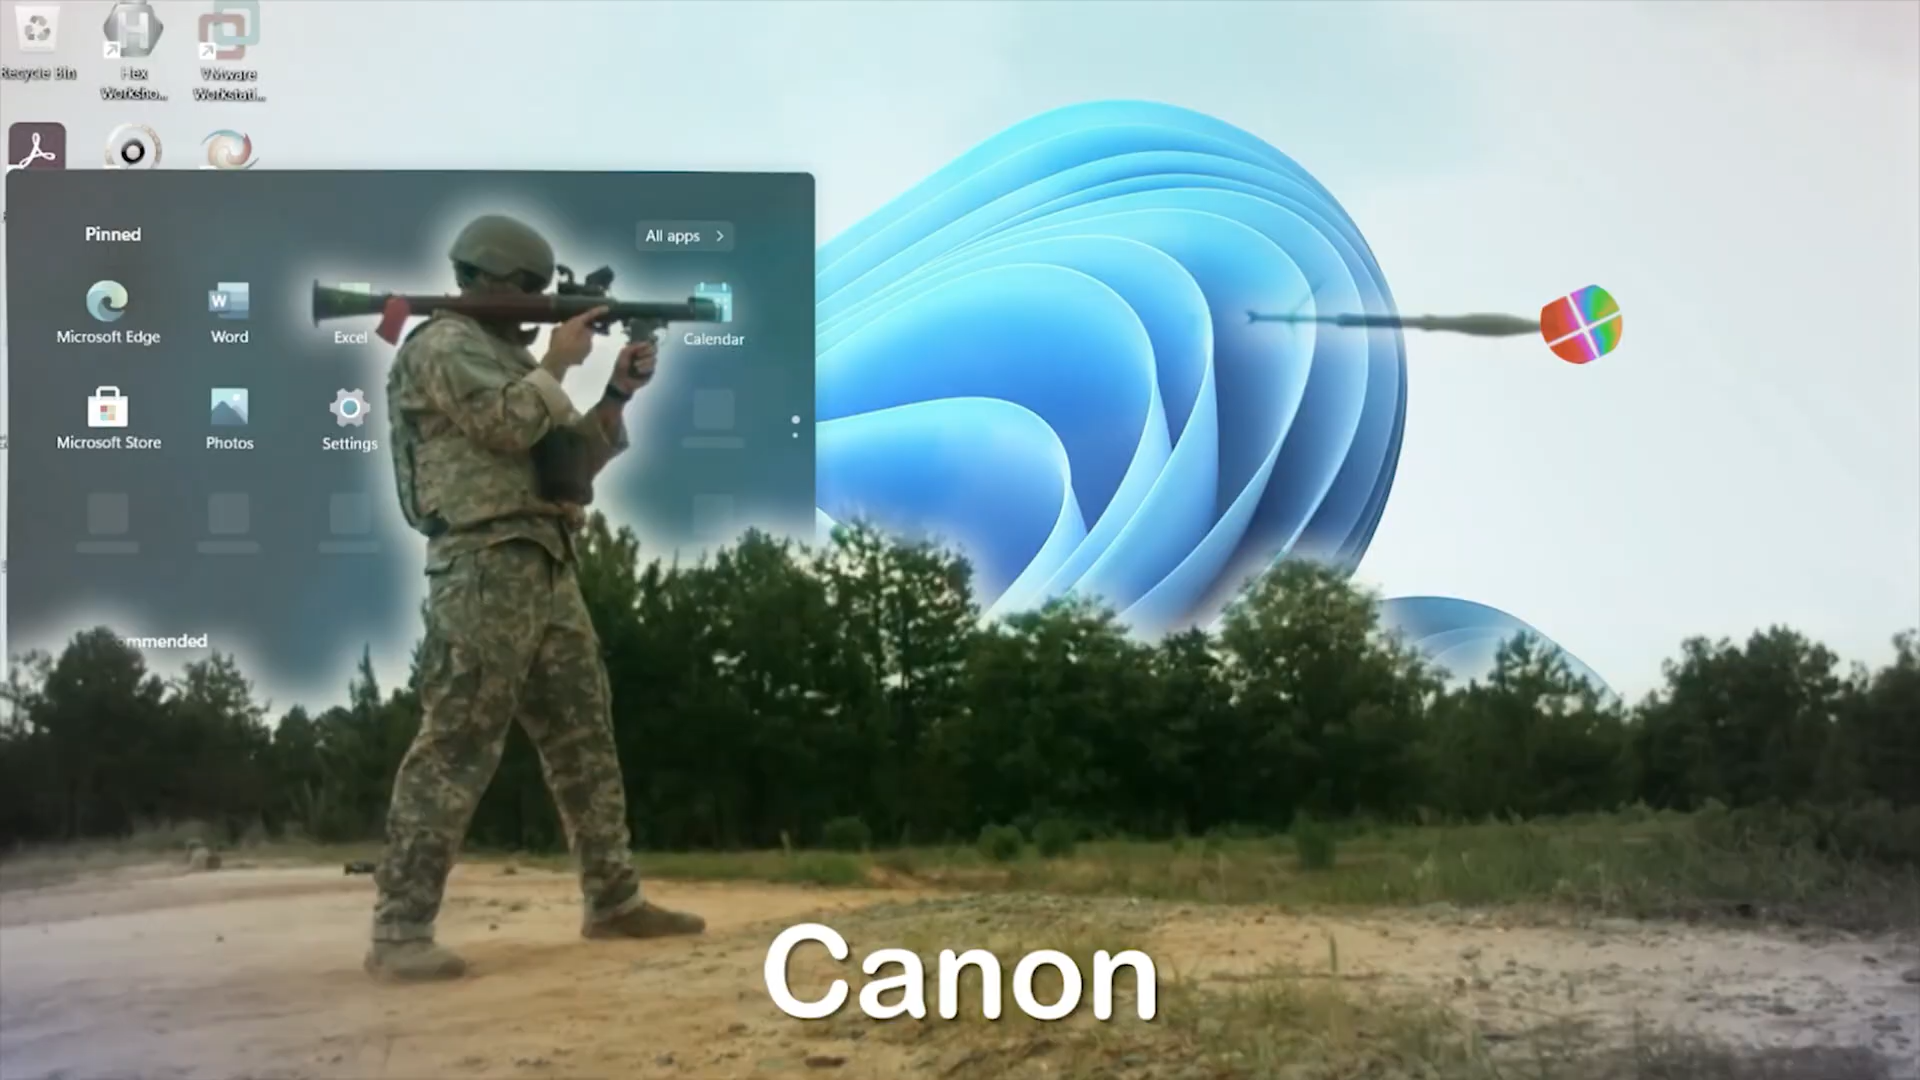 Recycle Bin
Hex
Worksho...
VMware
Workstati...
Pinned
All apps
Microsoft Edge
W
Word
Excel
Calendar
Microsoft Store
Photos
Settings
ommended
Canon